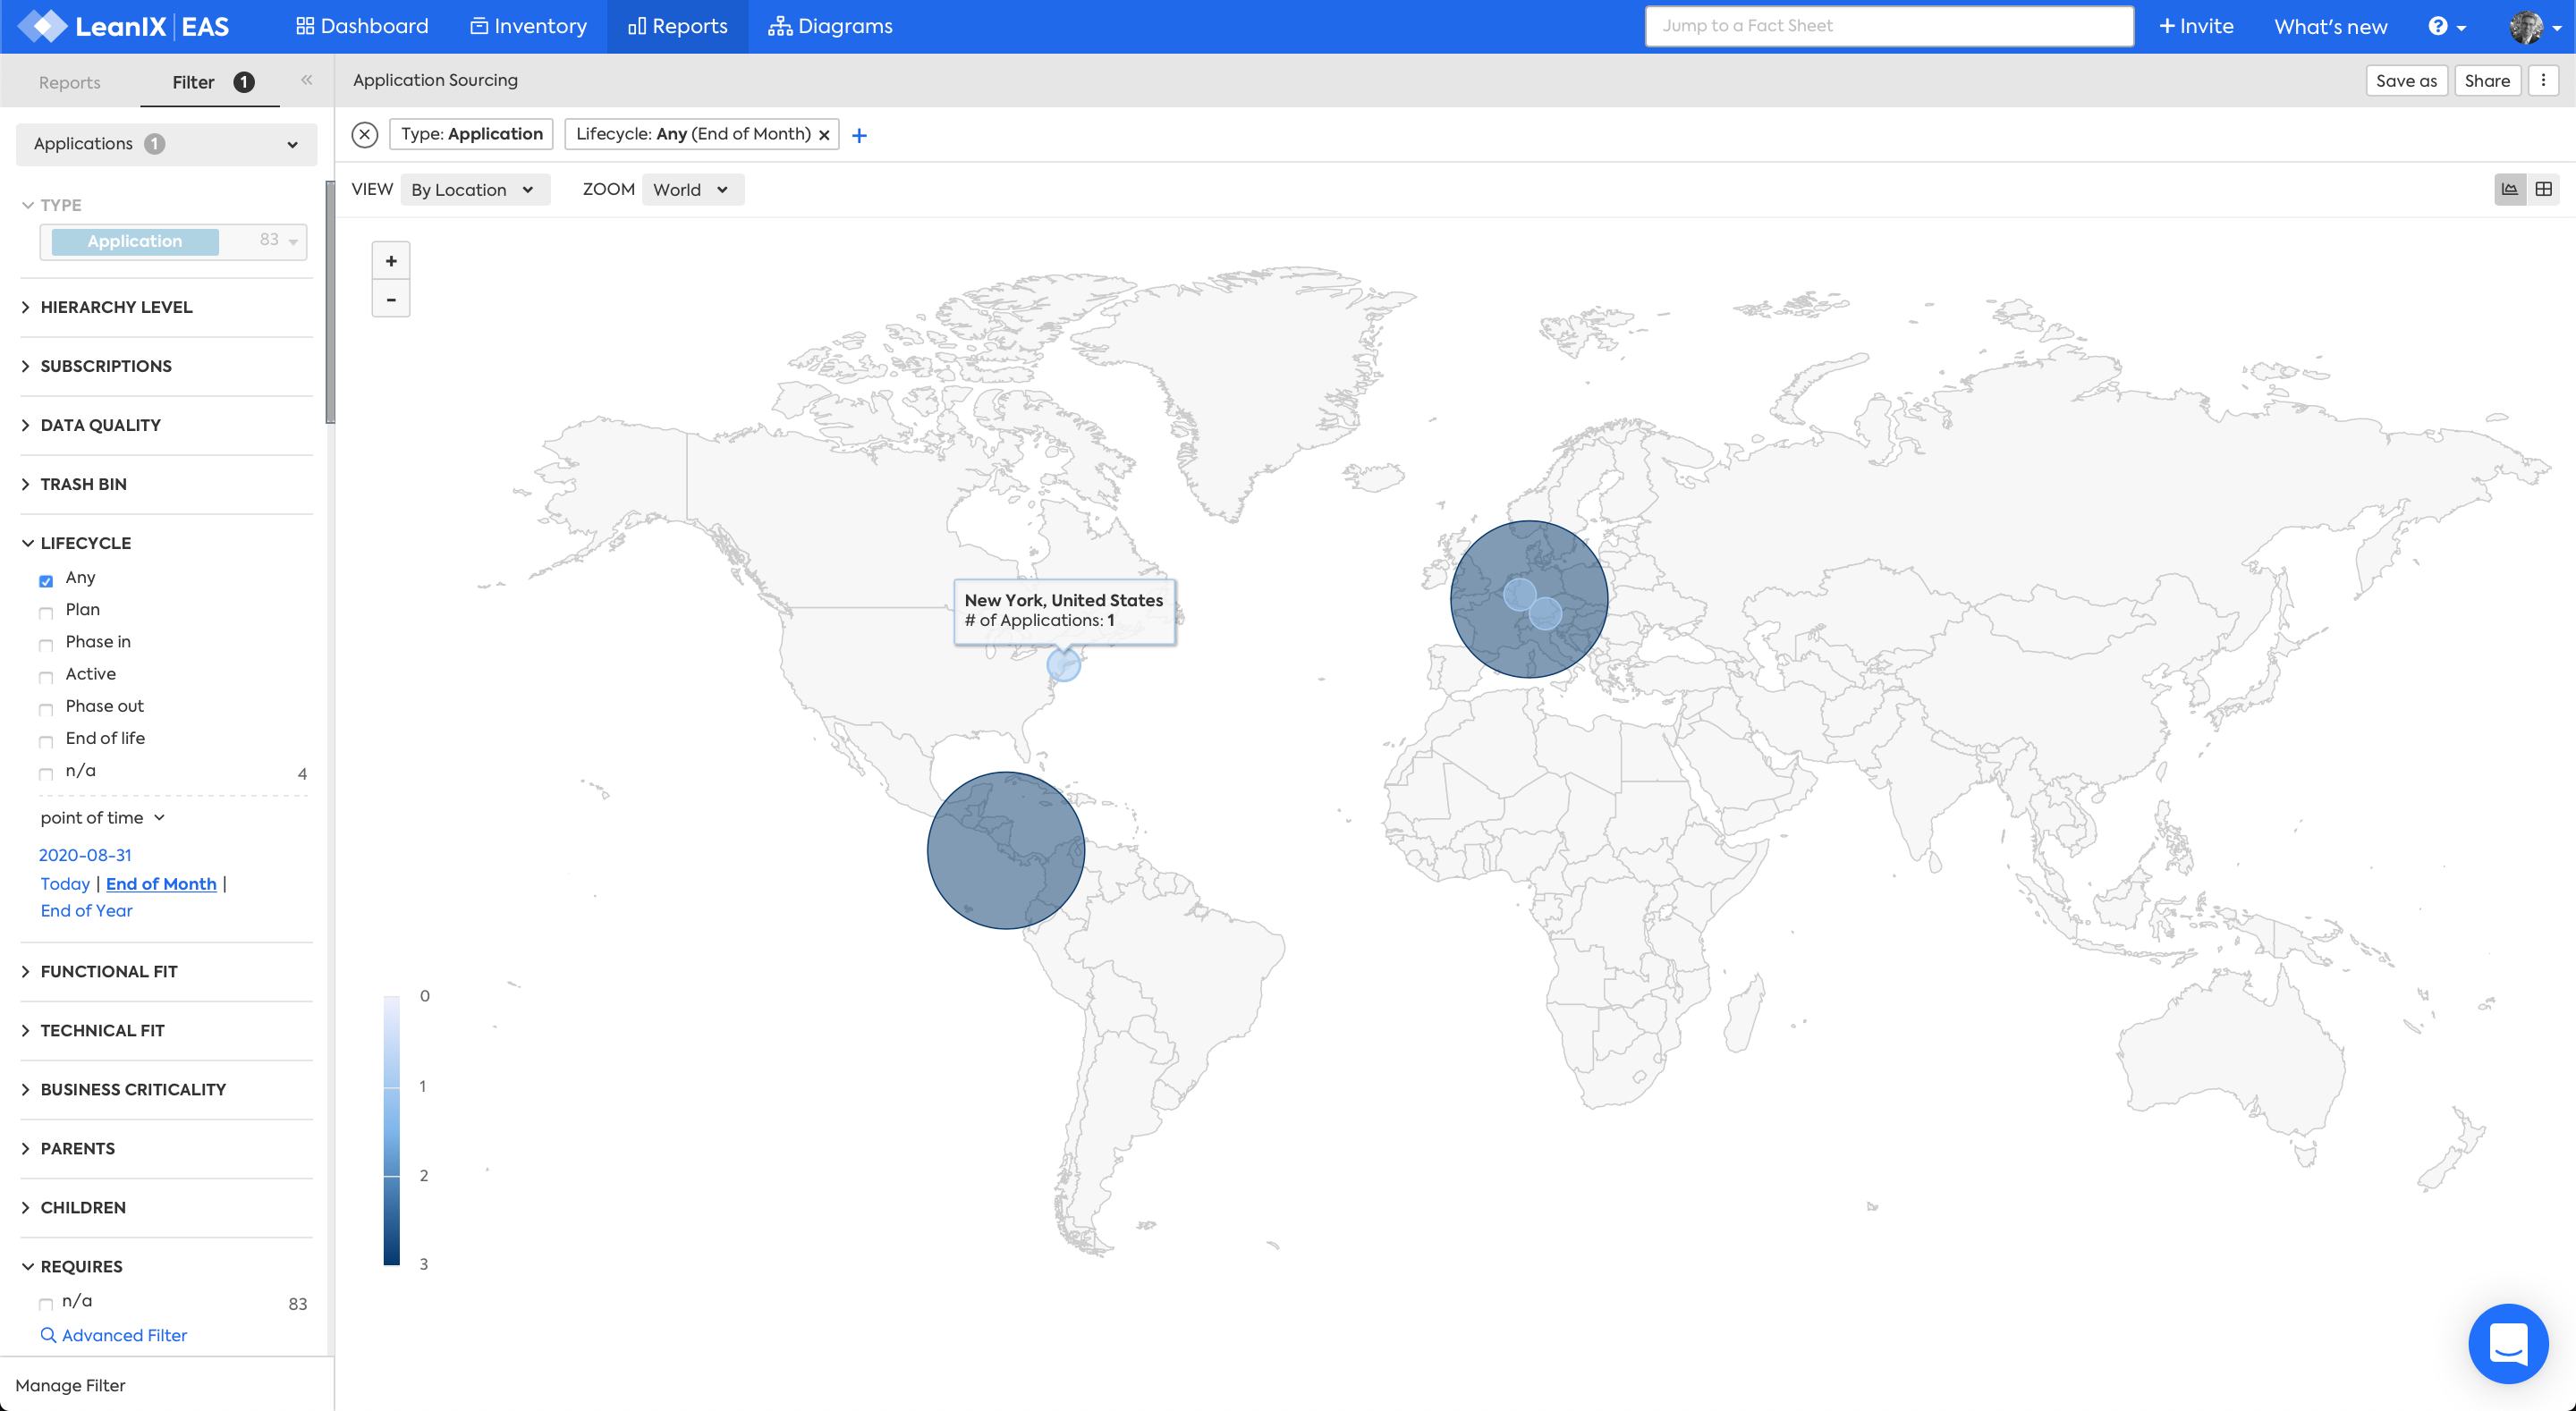 LeanIX | EAS
Dashboard
Inventory
Reports
Diagrams
Jump to a Fact Sheet
+ Invite
What's new
?
Reports
Filter 1
«
Application Sourcing
Save as
Share
Applications 1
Type: Application
Lifecycle: Any (End of Month) ×
+
VIEW By Location
ZOOM World
TYPE
Application 83
+
-
HIERARCHY LEVEL
SUBSCRIPTIONS
DATA QUALITY
TRASH BIN
LIFECYCLE
Any
Plan
Phase in
Active
Phase out
End of life
n/a 4
point of time
2020-08-31
Today | End of Month |
End of Year
FUNCTIONAL FIT
TECHNICAL FIT
BUSINESS CRITICALITY
PARENTS
CHILDREN
REQUIRES
n/a 83
Advanced Filter
Manage Filter
New York, United States
# of Applications: 1
0
1
2
3